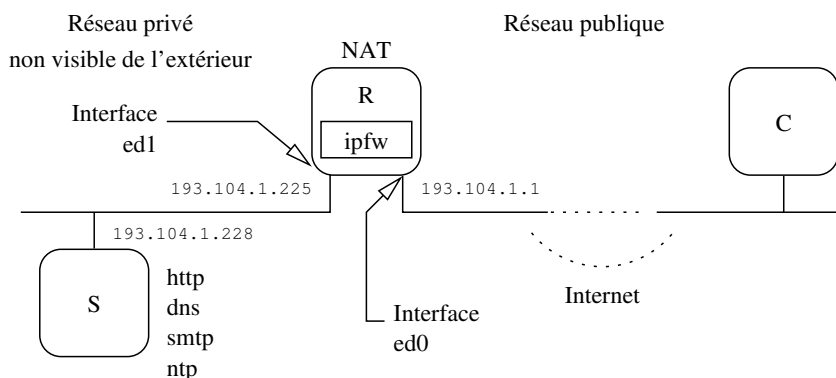 Réseau privé
non visible de l'extérieur
NAT
Réseau publique
R
ipfw
C
Interface
ed1
193.104.1.225
193.104.1.1
193.104.1.228
S
http
dns
smtp
ntp
Interface
ed0
Internet